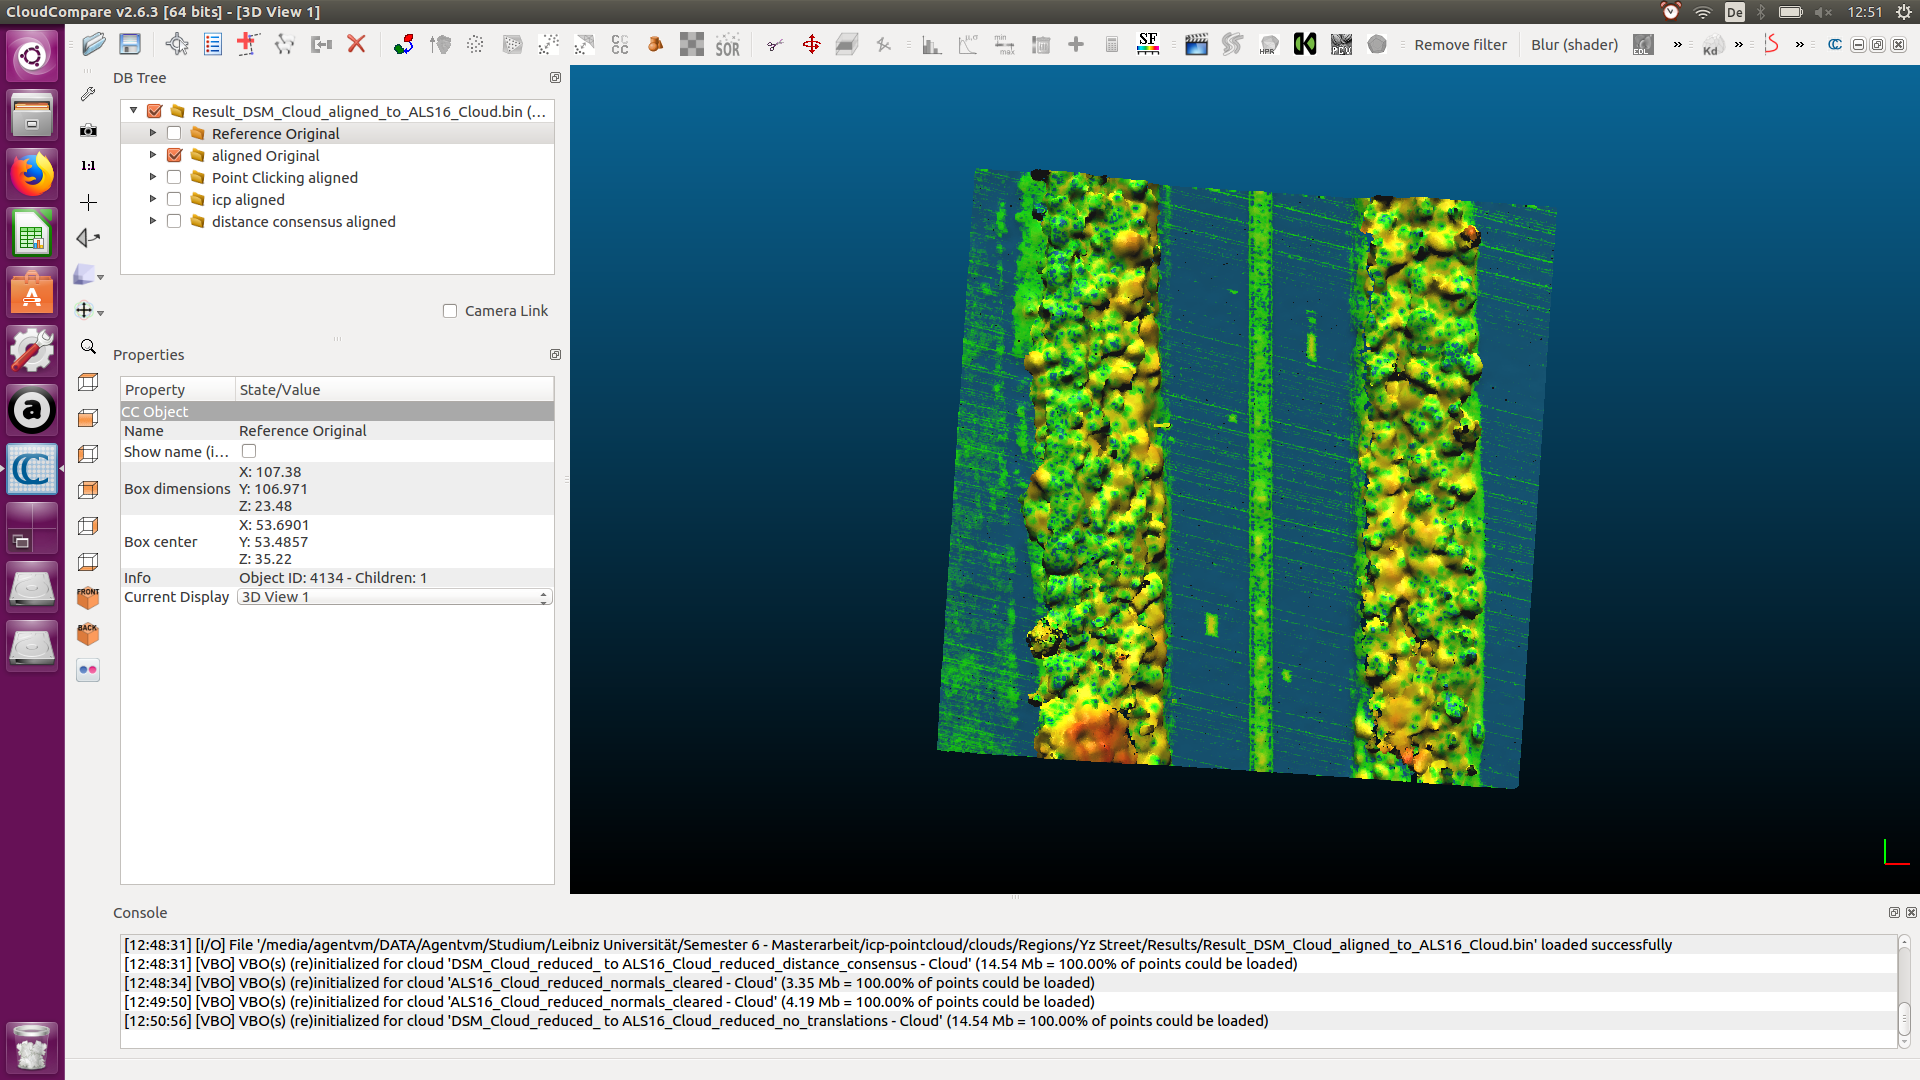 CloudCompare v2.6.3 [64 bits] - [3D View 1]
De
12:51
SOR
SF
Remove filter
Blur (shader)
EDL
»
Kd
»
»
DB Tree
Result_DSM_Cloud_aligned_to_ALS16_Cloud.bin (...
Reference Original
aligned Original
Point Clicking aligned
icp aligned
distance consensus aligned
1:1
Camera Link
Properties
Property State/Value
CC Object
Name Reference Original
Show name (i...
Box dimensions X: 107.38
Y: 106.971
Z: 23.48
Box center X: 53.6901
Y: 53.4857
Z: 35.22
Info Object ID: 4134 - Children: 1
Current Display 3D View 1
FRONT
BACK
Console
[12:48:31] [I/O] File '/media/agentvm/DATA/Agentvm/Studium/Leibniz Universität/Semester 6 - Masterarbeit/icp-pointcloud/clouds/Regions/Yz Street/Results/Result_DSM_Cloud_aligned_to_ALS16_Cloud.bin' loaded successfully
[12:48:31] [VBO] VBO(s) (re)initialized for cloud 'DSM_Cloud_reduced_ to ALS16_Cloud_reduced_distance_consensus - Cloud' (14.54 Mb = 100.00% of points could be loaded)
[12:48:34] [VBO] VBO(s) (re)initialized for cloud 'ALS16_Cloud_reduced_normals_cleared - Cloud' (3.35 Mb = 100.00% of points could be loaded)
[12:49:50] [VBO] VBO(s) (re)initialized for cloud 'ALS16_Cloud_reduced_normals_cleared - Cloud' (4.19 Mb = 100.00% of points could be loaded)
[12:50:56] [VBO] VBO(s) (re)initialized for cloud 'DSM_Cloud_reduced_ to ALS16_Cloud_reduced_no_translations - Cloud' (14.54 Mb = 100.00% of points could be loaded)